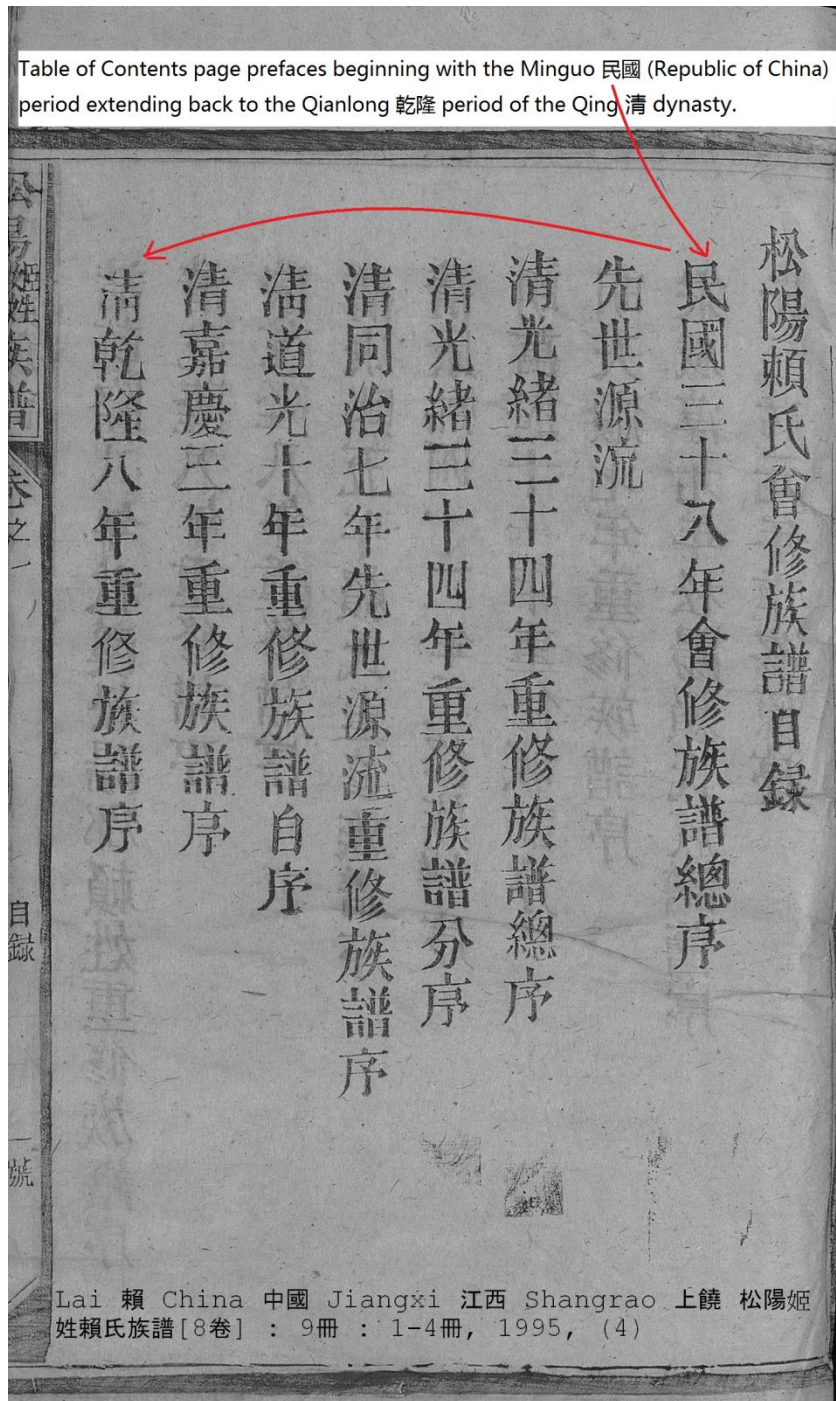 Table of Contents page prefaces beginning with the Minguo 民國 (Republic of China)
period extending back to the Qianlong 乾隆 period of the Qing 清 dynasty.
松陽賴氏會修族譜目録
民國三十八年會修族譜總序
先世源流
清光緒三十四年重修族譜總序
清光緒三十四年重修族譜分序
清同治七年先世源流重修族譜序
清道光十年重修族譜自序
清嘉慶三年重修族譜序
清乾隆八年重修族譜序
松陽姬姓族譜
卷之
目録
一號
Lai 賴 China 中國 Jiangxi 江西 Shangrao 上饒 松陽姬
姓賴氏族譜[8卷] : 9冊 : 1-4冊, 1995, (4)